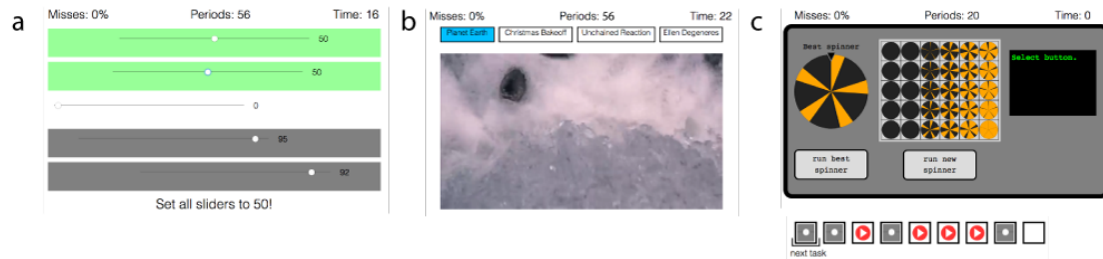 a
Misses: 0% Periods: 56 Time: 16
50
50
0
95
92
Set all sliders to 50!
b
Misses: 0% Periods: 56 Time: 22
Planet Earth Christmas Bakeoff Unchained Reaction Ellen Degeneres
c
Misses: 0% Periods: 20 Time: 0
Best spinner
Select button.
run best
spinner
run new
spinner
next task